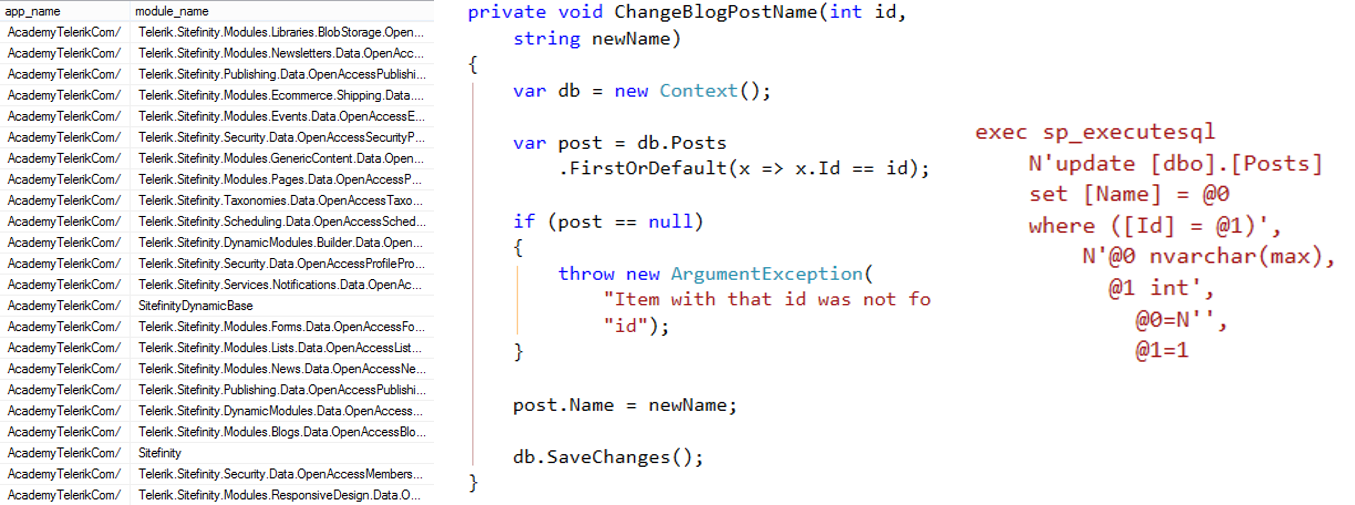 app_name module_name
AcademyTelerikCom/ Telerik.Sitefinity.Modules.Libraries.BlobStorage.Open...
AcademyTelerikCom/ Telerik.Sitefinity.Modules.Newsletters.Data.OpenAcc...
AcademyTelerikCom/ Telerik.Sitefinity.Publishing.Data.OpenAccessPublishi...
AcademyTelerikCom/ Telerik.Sitefinity.Modules.Ecommerce.Shipping.Data....
AcademyTelerikCom/ Telerik.Sitefinity.Modules.Events.Data.OpenAccessE...
AcademyTelerikCom/ Telerik.Sitefinity.Security.Data.OpenAccessSecurityP...
AcademyTelerikCom/ Telerik.Sitefinity.Modules.GenericContent.Data.Open...
AcademyTelerikCom/ Telerik.Sitefinity.Modules.Pages.Data.OpenAccessP...
AcademyTelerikCom/ Telerik.Sitefinity.Taxonomies.Data.OpenAccessTaxo...
AcademyTelerikCom/ Telerik.Sitefinity.Scheduling.Data.OpenAccessSched...
AcademyTelerikCom/ Telerik.Sitefinity.DynamicModules.Builder.Data.Open...
AcademyTelerikCom/ Telerik.Sitefinity.Security.Data.OpenAccessProfilePro...
AcademyTelerikCom/ Telerik.Sitefinity.Services.Notifications.Data.OpenAc...
AcademyTelerikCom/ SitefinityDynamicBase
AcademyTelerikCom/ Telerik.Sitefinity.Modules.Forms.Data.OpenAccessFo...
AcademyTelerikCom/ Telerik.Sitefinity.Modules.Lists.Data.OpenAccessList...
AcademyTelerikCom/ Telerik.Sitefinity.Modules.News.Data.OpenAccessNe...
AcademyTelerikCom/ Telerik.Sitefinity.Publishing.Data.OpenAccessPublishi...
AcademyTelerikCom/ Telerik.Sitefinity.DynamicModules.Data.OpenAccess...
AcademyTelerikCom/ Telerik.Sitefinity.Modules.Blogs.Data.OpenAccessBlo...
AcademyTelerikCom/ Sitefinity
AcademyTelerikCom/ Telerik.Sitefinity.Security.Data.OpenAccessMembers...
AcademyTelerikCom/ Telerik.Sitefinity.Modules.ResponsiveDesign.Data.O...
private void ChangeBlogPostName(int id,
string newName)
{
var db = new Context();
var post = db.Posts
.FirstOrDefault(x => x.Id == id);
if (post == null)
{
throw new ArgumentException(
"Item with that id was not fo
"id");
}
post.Name = newName;
db.SaveChanges();
}
exec sp_executesql
N'update [dbo].[Posts]
set [Name] = @0
where ([Id] = @1)',
N'@0 nvarchar(max),
@1 int',
@0=N'',
@1=1